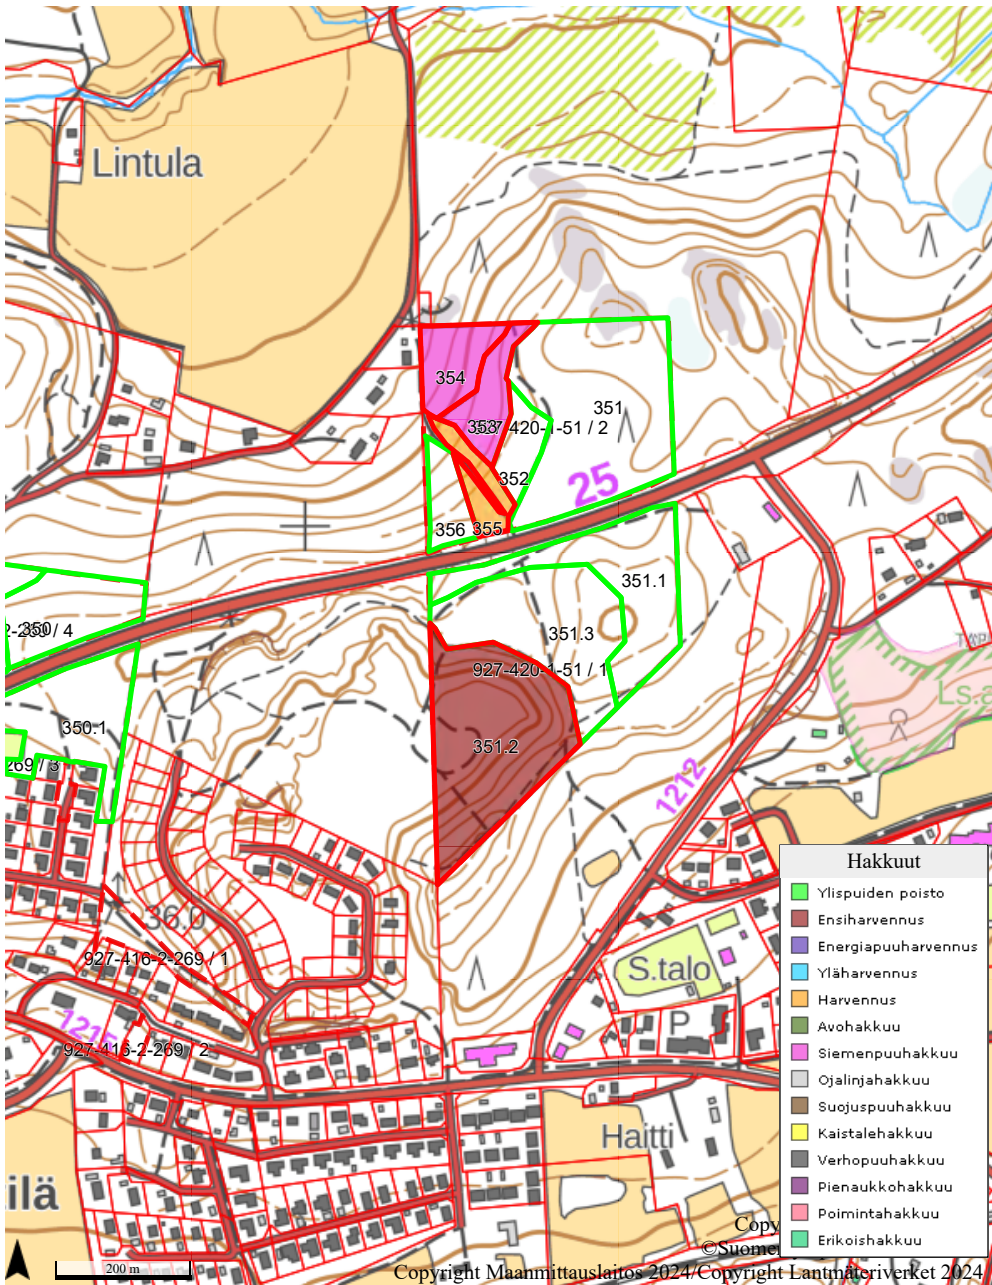 Lintula
354
351
353
420-1-51 / 2
352
25
356
355
351.1
350
/ 4
351.3
927-420-1-51 / 1
Ls.a
350.1
351.2
269 / 3
1212
36.0
927-416-2-269 / 1
S.talo
P
927-416-2-269 / 2
Haitti
ilä
Hakkuut
Ylispuiden poisto
Ensiharvennus
Energiapuuharvennus
Yläharvennus
Harvennus
Avohakkuu
Siemenpuuhakkuu
Ojalinjahakkuu
Suojuspuuhakkuu
Kaistalehakkuu
Verhopuuhakkuu
Pienaukkohakkuu
Poimintahakkuu
Erikoishakkuu
200 m
Copy
©Suome
Copyright Maanmittauslaitos 2024/Copyright Lantmäteriverket 2024